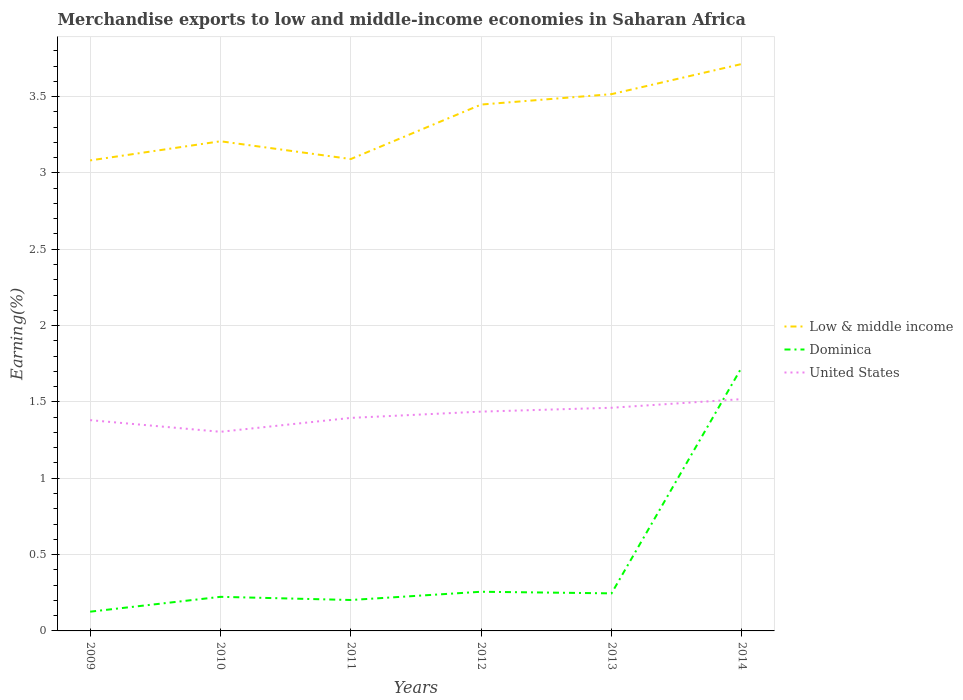 Merchandise exports to low and middle-income economies in Saharan Africa
Earning(%)
3.5
3
2.5
2
1.5
1
0.5
0
2009
2010
2011
2012
2013
2014
Years
Low & middle income
Dominica
United States